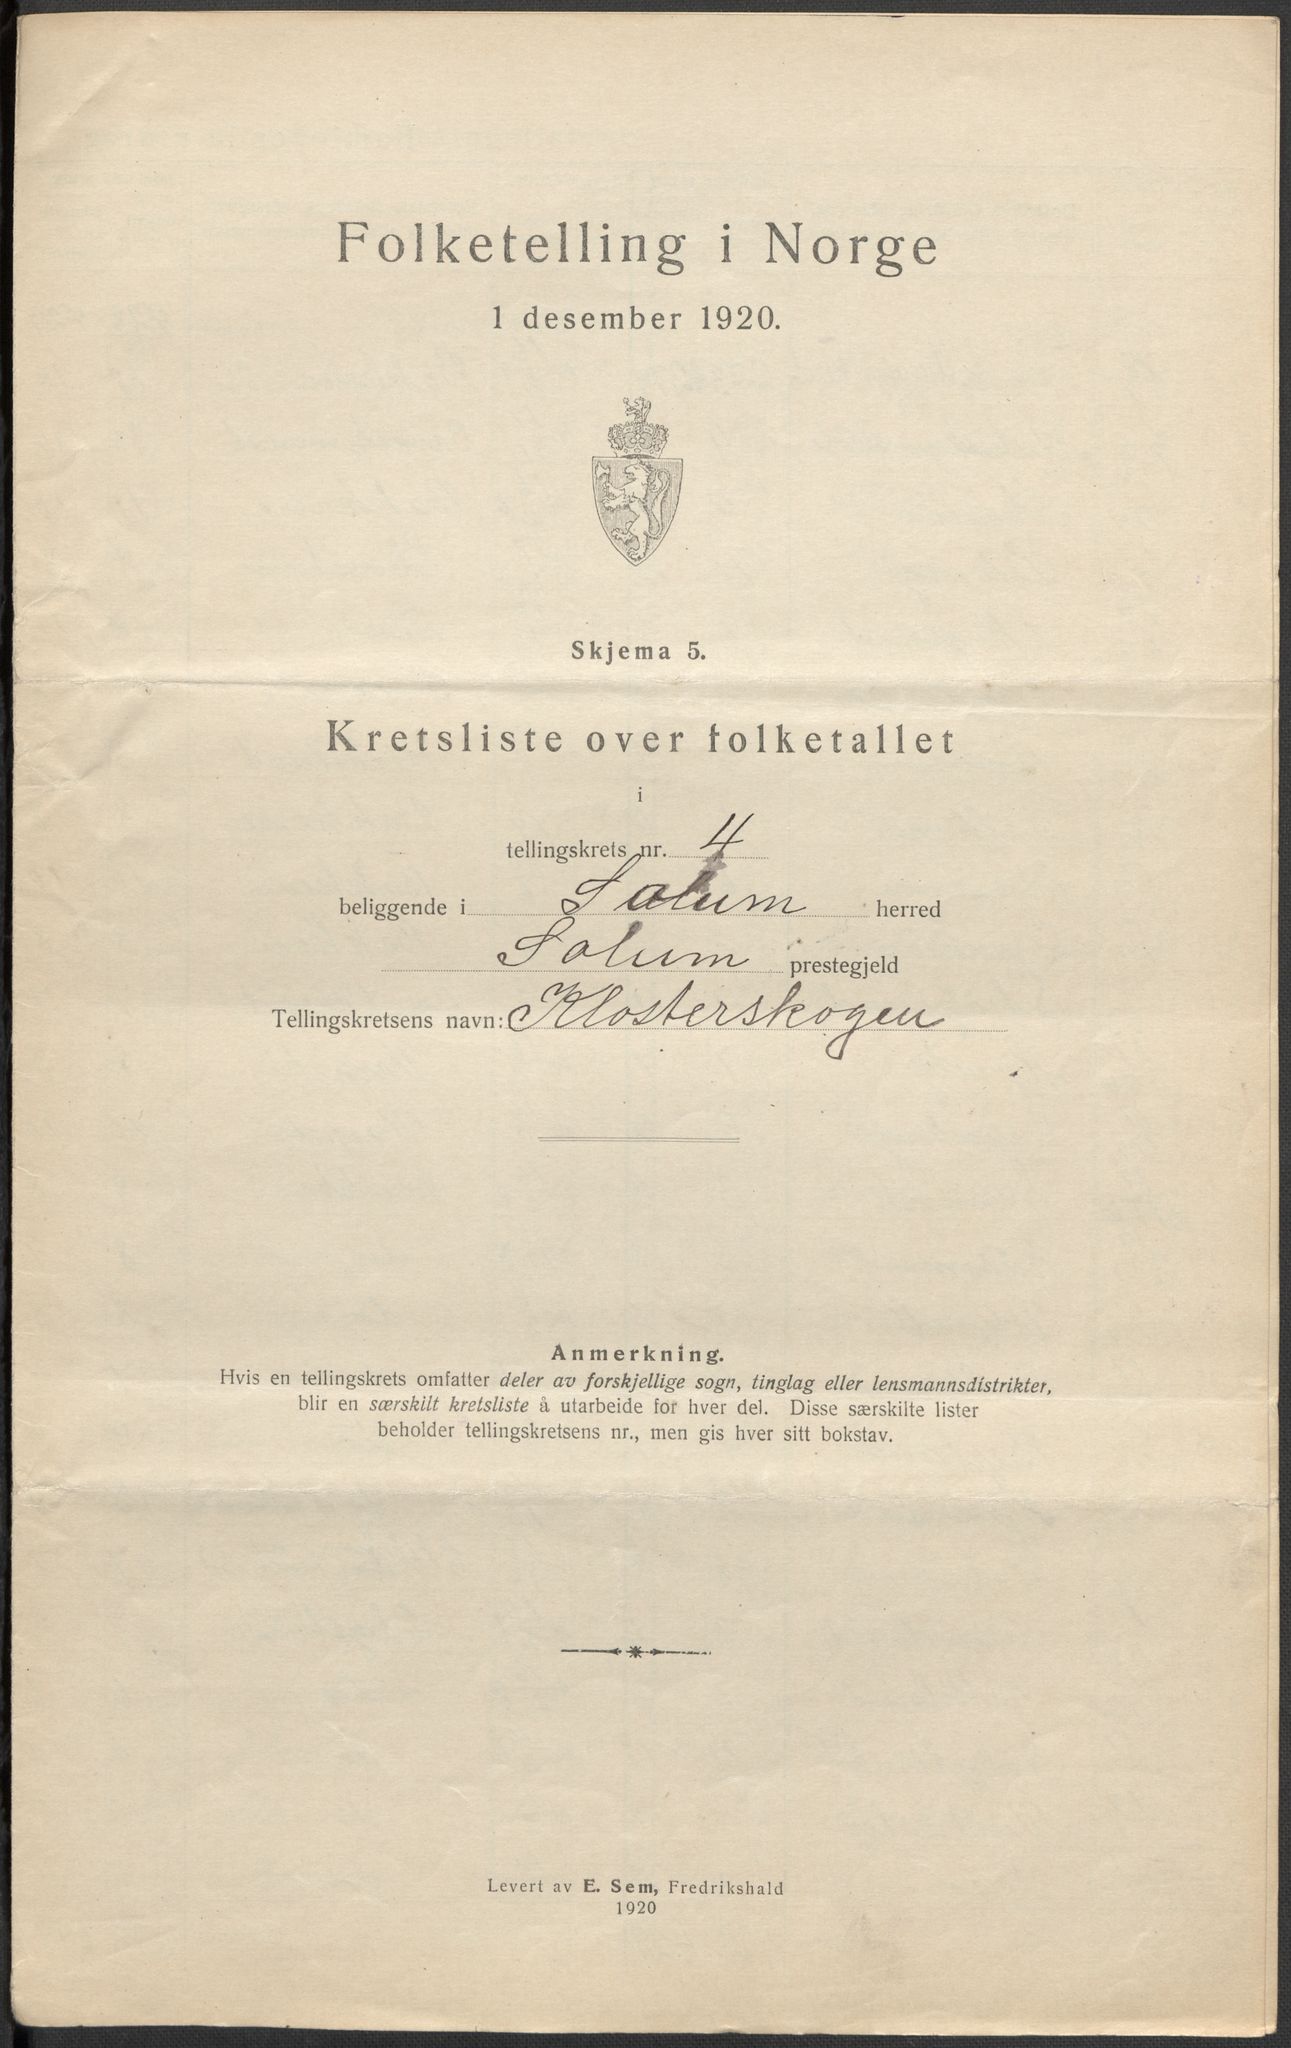 Folketelling i Norge
1 desember 1920.
Skjema 5.
Kretsliste over folketallet
i
tellingskrets nr. 4
beliggende i Solum herred
Solum prestegjeld
Tellingskretsens navn: Klosterskogen
Anmerkning.
Hvis en tellingskrets omfatter deler av forskjellige sogn, tinglag eller lensmannsdistrikter,
blir en særskilt kretsliste å utarbeide for hver del. Disse særskilte lister
beholder tellingskretsens nr., men gis hver sitt bokstav.
Levert av E. Sem, Fredrikshald
1920